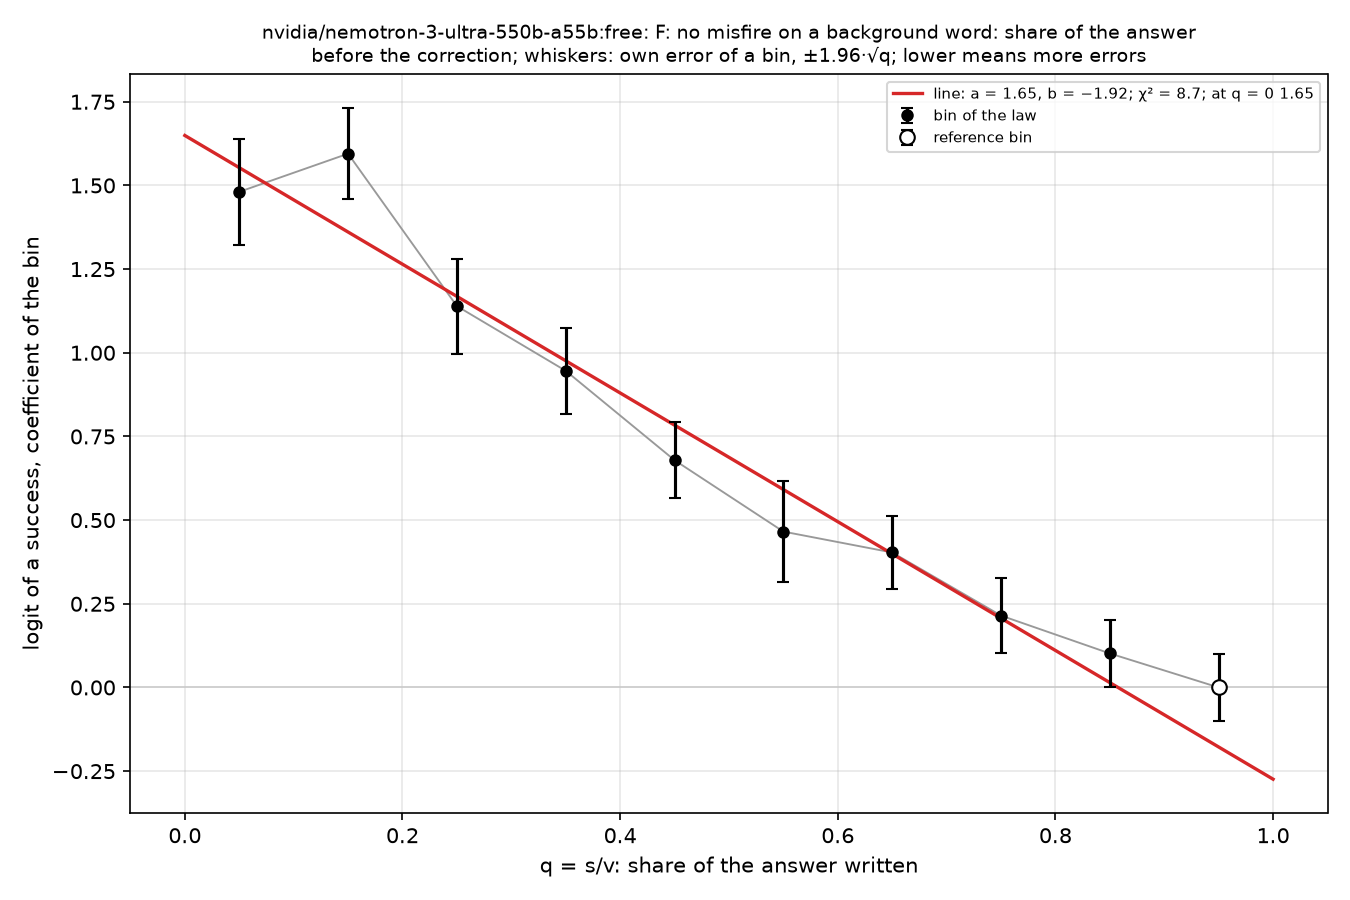 nvidia/nemotron-3-ultra-550b-a55b:free: F: no misfire on a background word: share of the answer
before the correction; whiskers: own error of a bin, ±1.96·√q; lower means more errors
line: a = 1.65, b = −1.92; χ² = 8.7; at q = 0 1.65
bin of the law
reference bin
logit of a success, coefficient of the bin
1.75
1.50
1.25
1.00
0.75
0.50
0.25
0.00
−0.25
0.0 0.2 0.4 0.6 0.8 1.0
q = s/v: share of the answer written